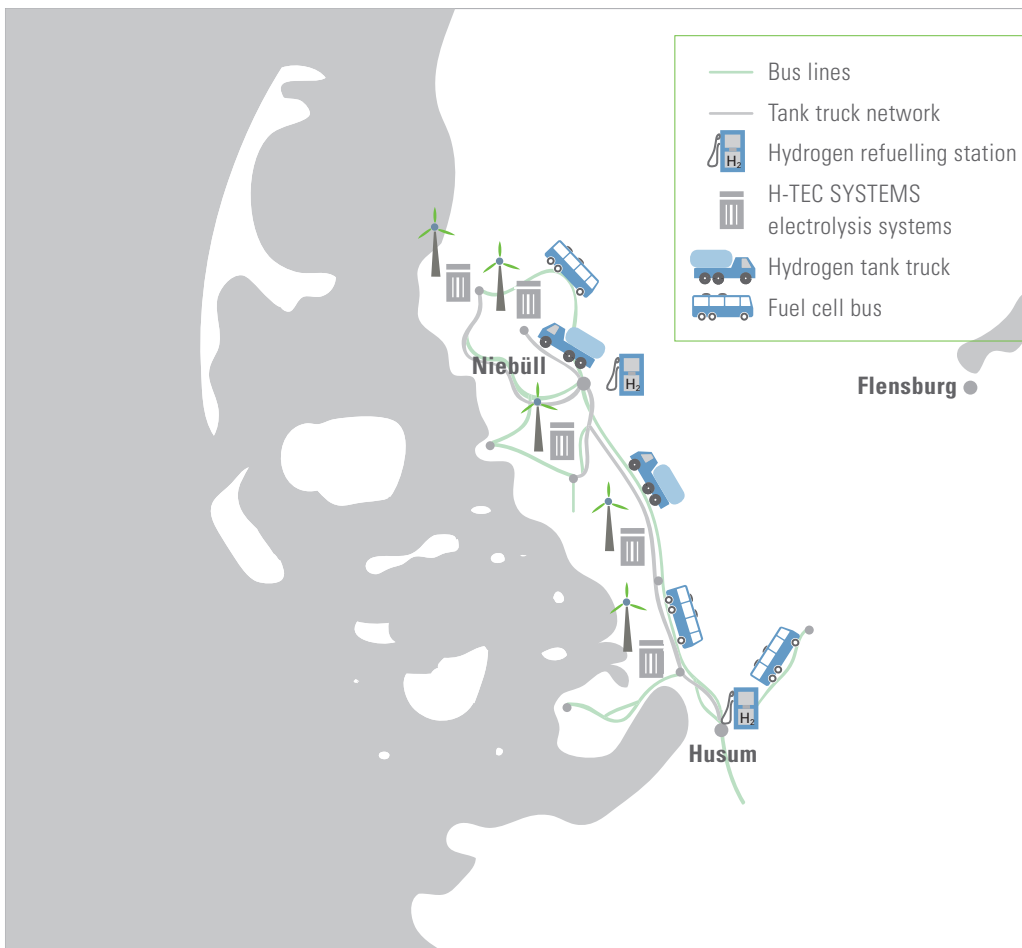 Bus lines
Tank truck network
H₂
Hydrogen refuelling station
H-TEC SYSTEMS
electrolysis systems
Hydrogen tank truck
Fuel cell bus
Niebüll
H₂
Flensburg
H₂
Husum